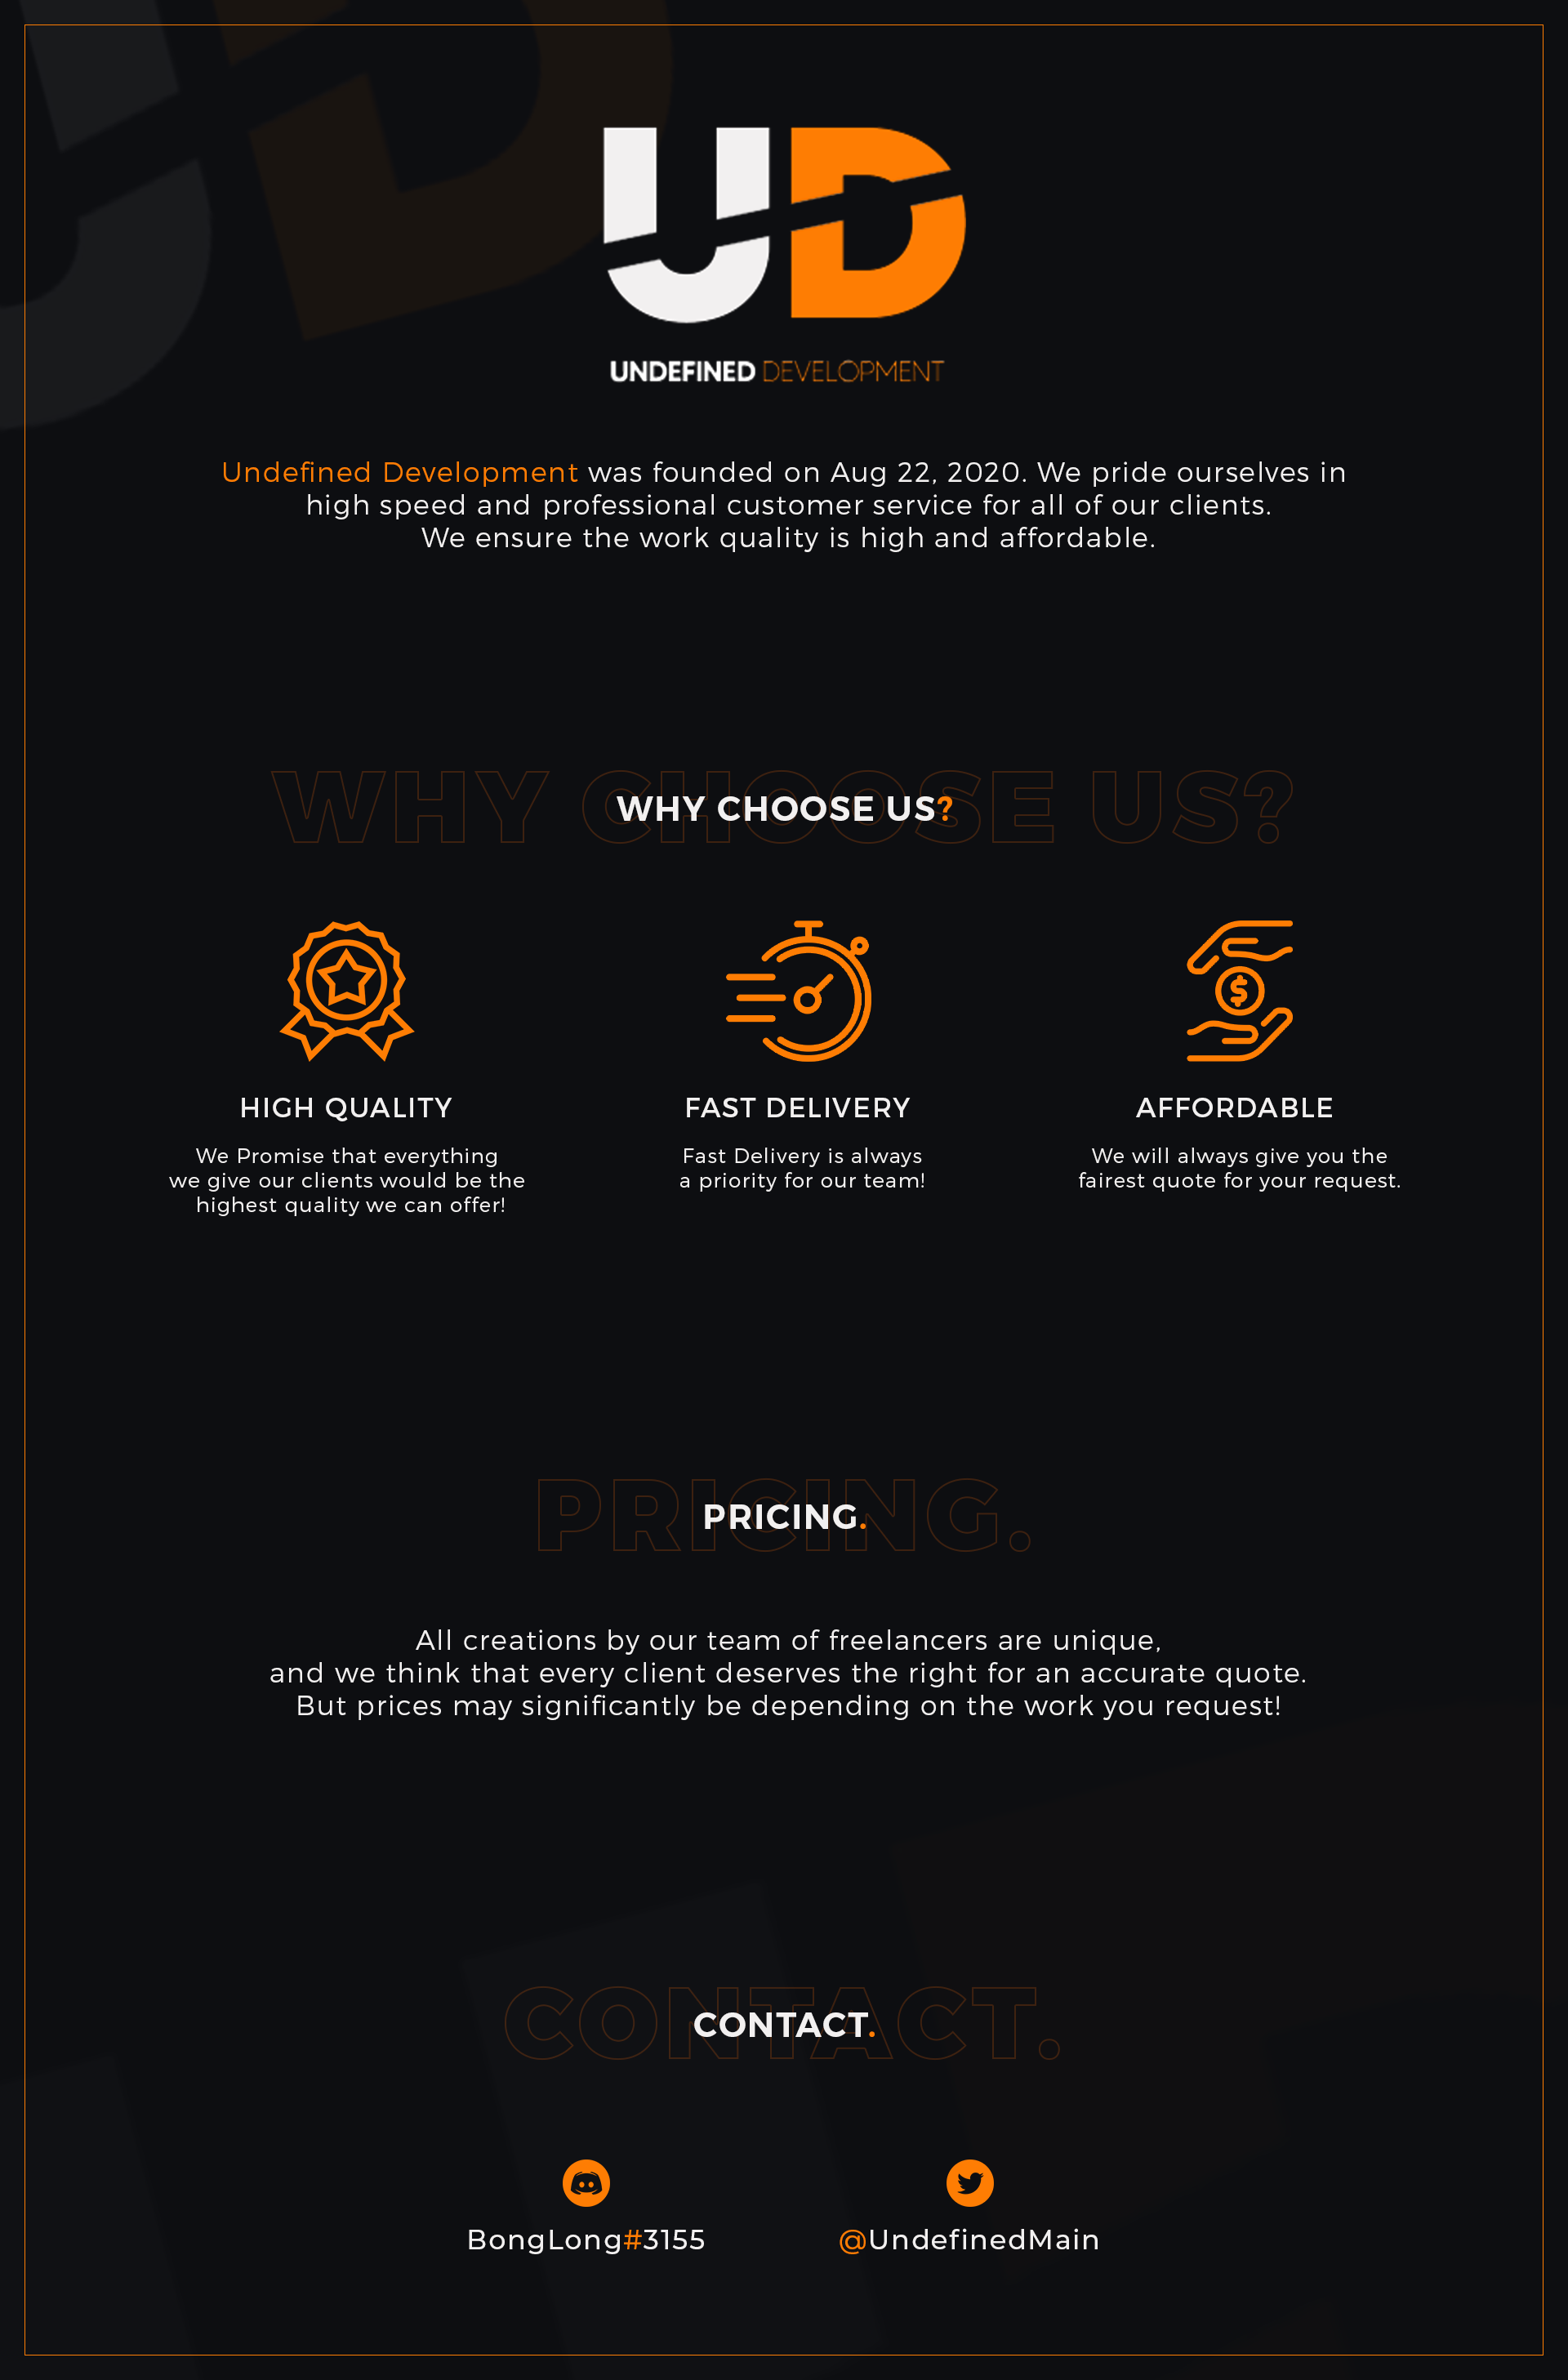 UD
UNDEFINED DEVELOPMENT
Undefined Development was founded on Aug 22, 2020. We pride ourselves in
high speed and professional customer service for all of our clients.
We ensure the work quality is high and affordable.
WHY CHOOSE US?
WHY CHOOSE US?
HIGH QUALITY
We Promise that everything
we give our clients would be the
highest quality we can offer!
FAST DELIVERY
Fast Delivery is always
a priority for our team!
$
AFFORDABLE
We will always give you the
fairest quote for your request.
PRICING.
PRICING.
All creations by our team of freelancers are unique,
and we think that every client deserves the right for an accurate quote.
But prices may significantly be depending on the work you request!
CONTACT.
CONTACT.
BongLong#3155
@UndefinedMain